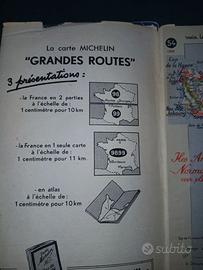 La carte MICHELIN
"GRANDES ROUTES"
3 présentations :
- la France en 2 parties
à l'échelle de
1 centimètre pour 10 km
98
99
- la France en 1 seule carte
à l'échelle de
1 centimètre pour 11 km
9899
- en atlas
à l'échelle de
1 centimètre pour 10 km
54
subito